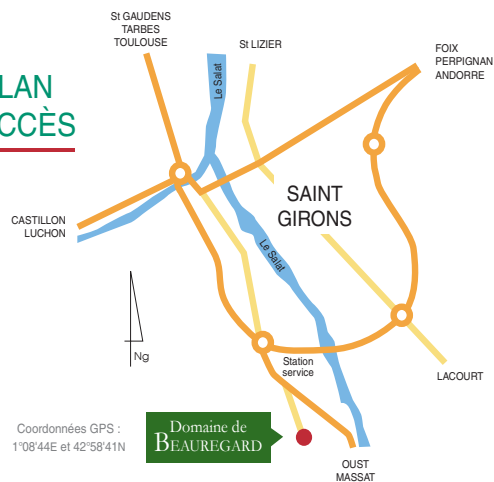 LAN
CCÈS
St GAUDENS
TARBES
TOULOUSE
St LIZIER
FOIX
PERPIGNAN
ANDORRE
Le Salat
SAINT
GIRONS
CASTILLON
LUCHON
Le Salat
Ng
Station
service
LACOURT
Coordonnées GPS :
1°08'44E et 42°58'41N
Domaine de
BEAUREGARD
OUST
MASSAT